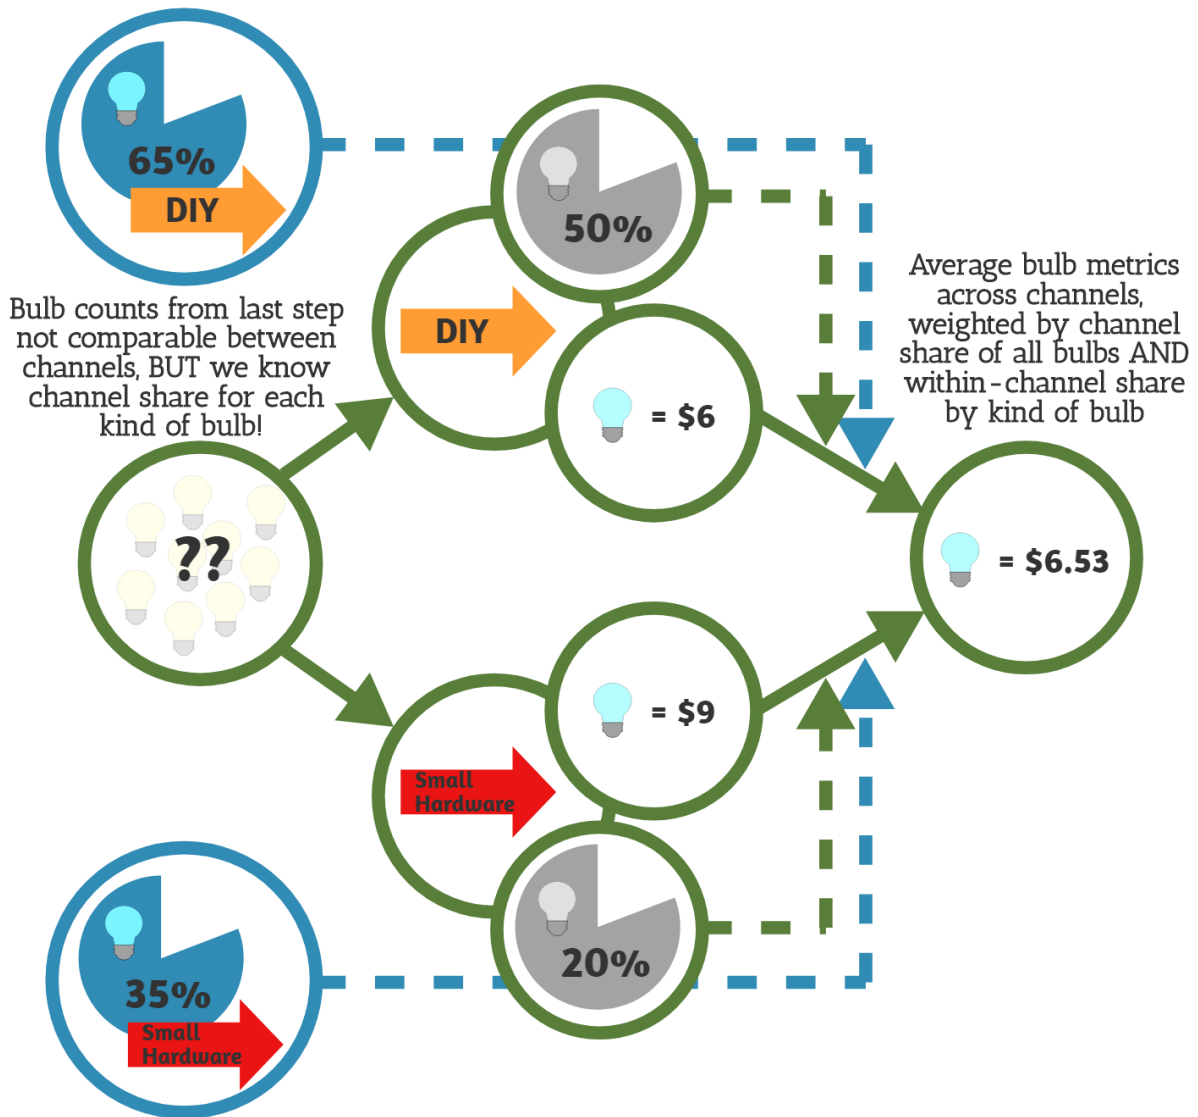 65%
DIY
Bulb counts from last step
not comparable between
channels, BUT we know
channel share for each
kind of bulb!
50%
DIY
= $6
Average bulb metrics
across channels,
weighted by channel
share of all bulbs AND
within-channel share
by kind of bulb
??
= $6.53
= $9
Small
Hardware
20%
35%
Small
Hardware